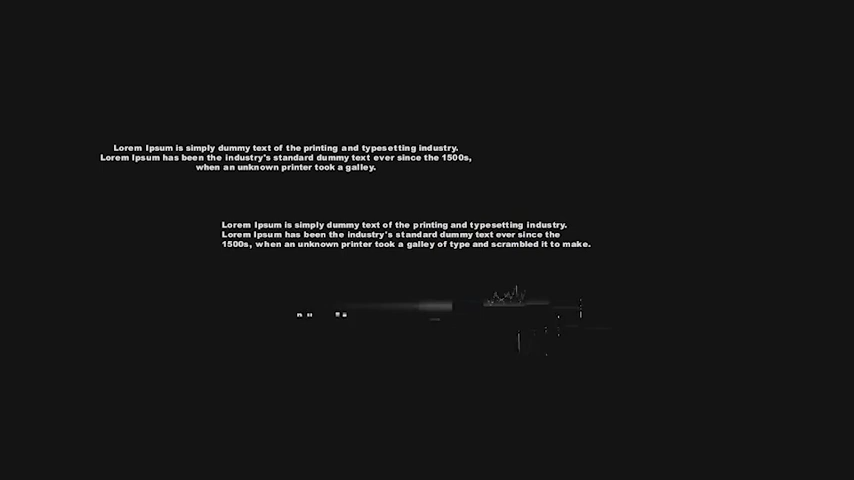 Lorem Ipsum is simply dummy text of the printing and typesetting industry.
Lorem Ipsum has been the industry's standard dummy text ever since the 1500s,
when an unknown printer took a galley.
Lorem Ipsum is simply dummy text of the printing and typesetting industry.
Lorem Ipsum has been the industry's standard dummy text ever since the
1500s, when an unknown printer took a galley of type and scrambled it to make.